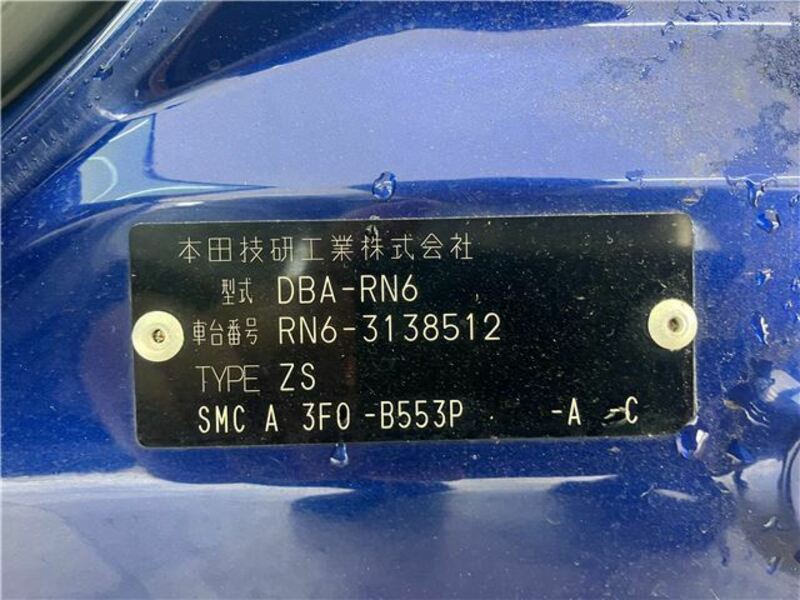 本田技研工業株式会社
型式 DBA-RN6
車台番号 RN6-3138512
TYPE ZS
SMC A 3F0 -B553P -A -C